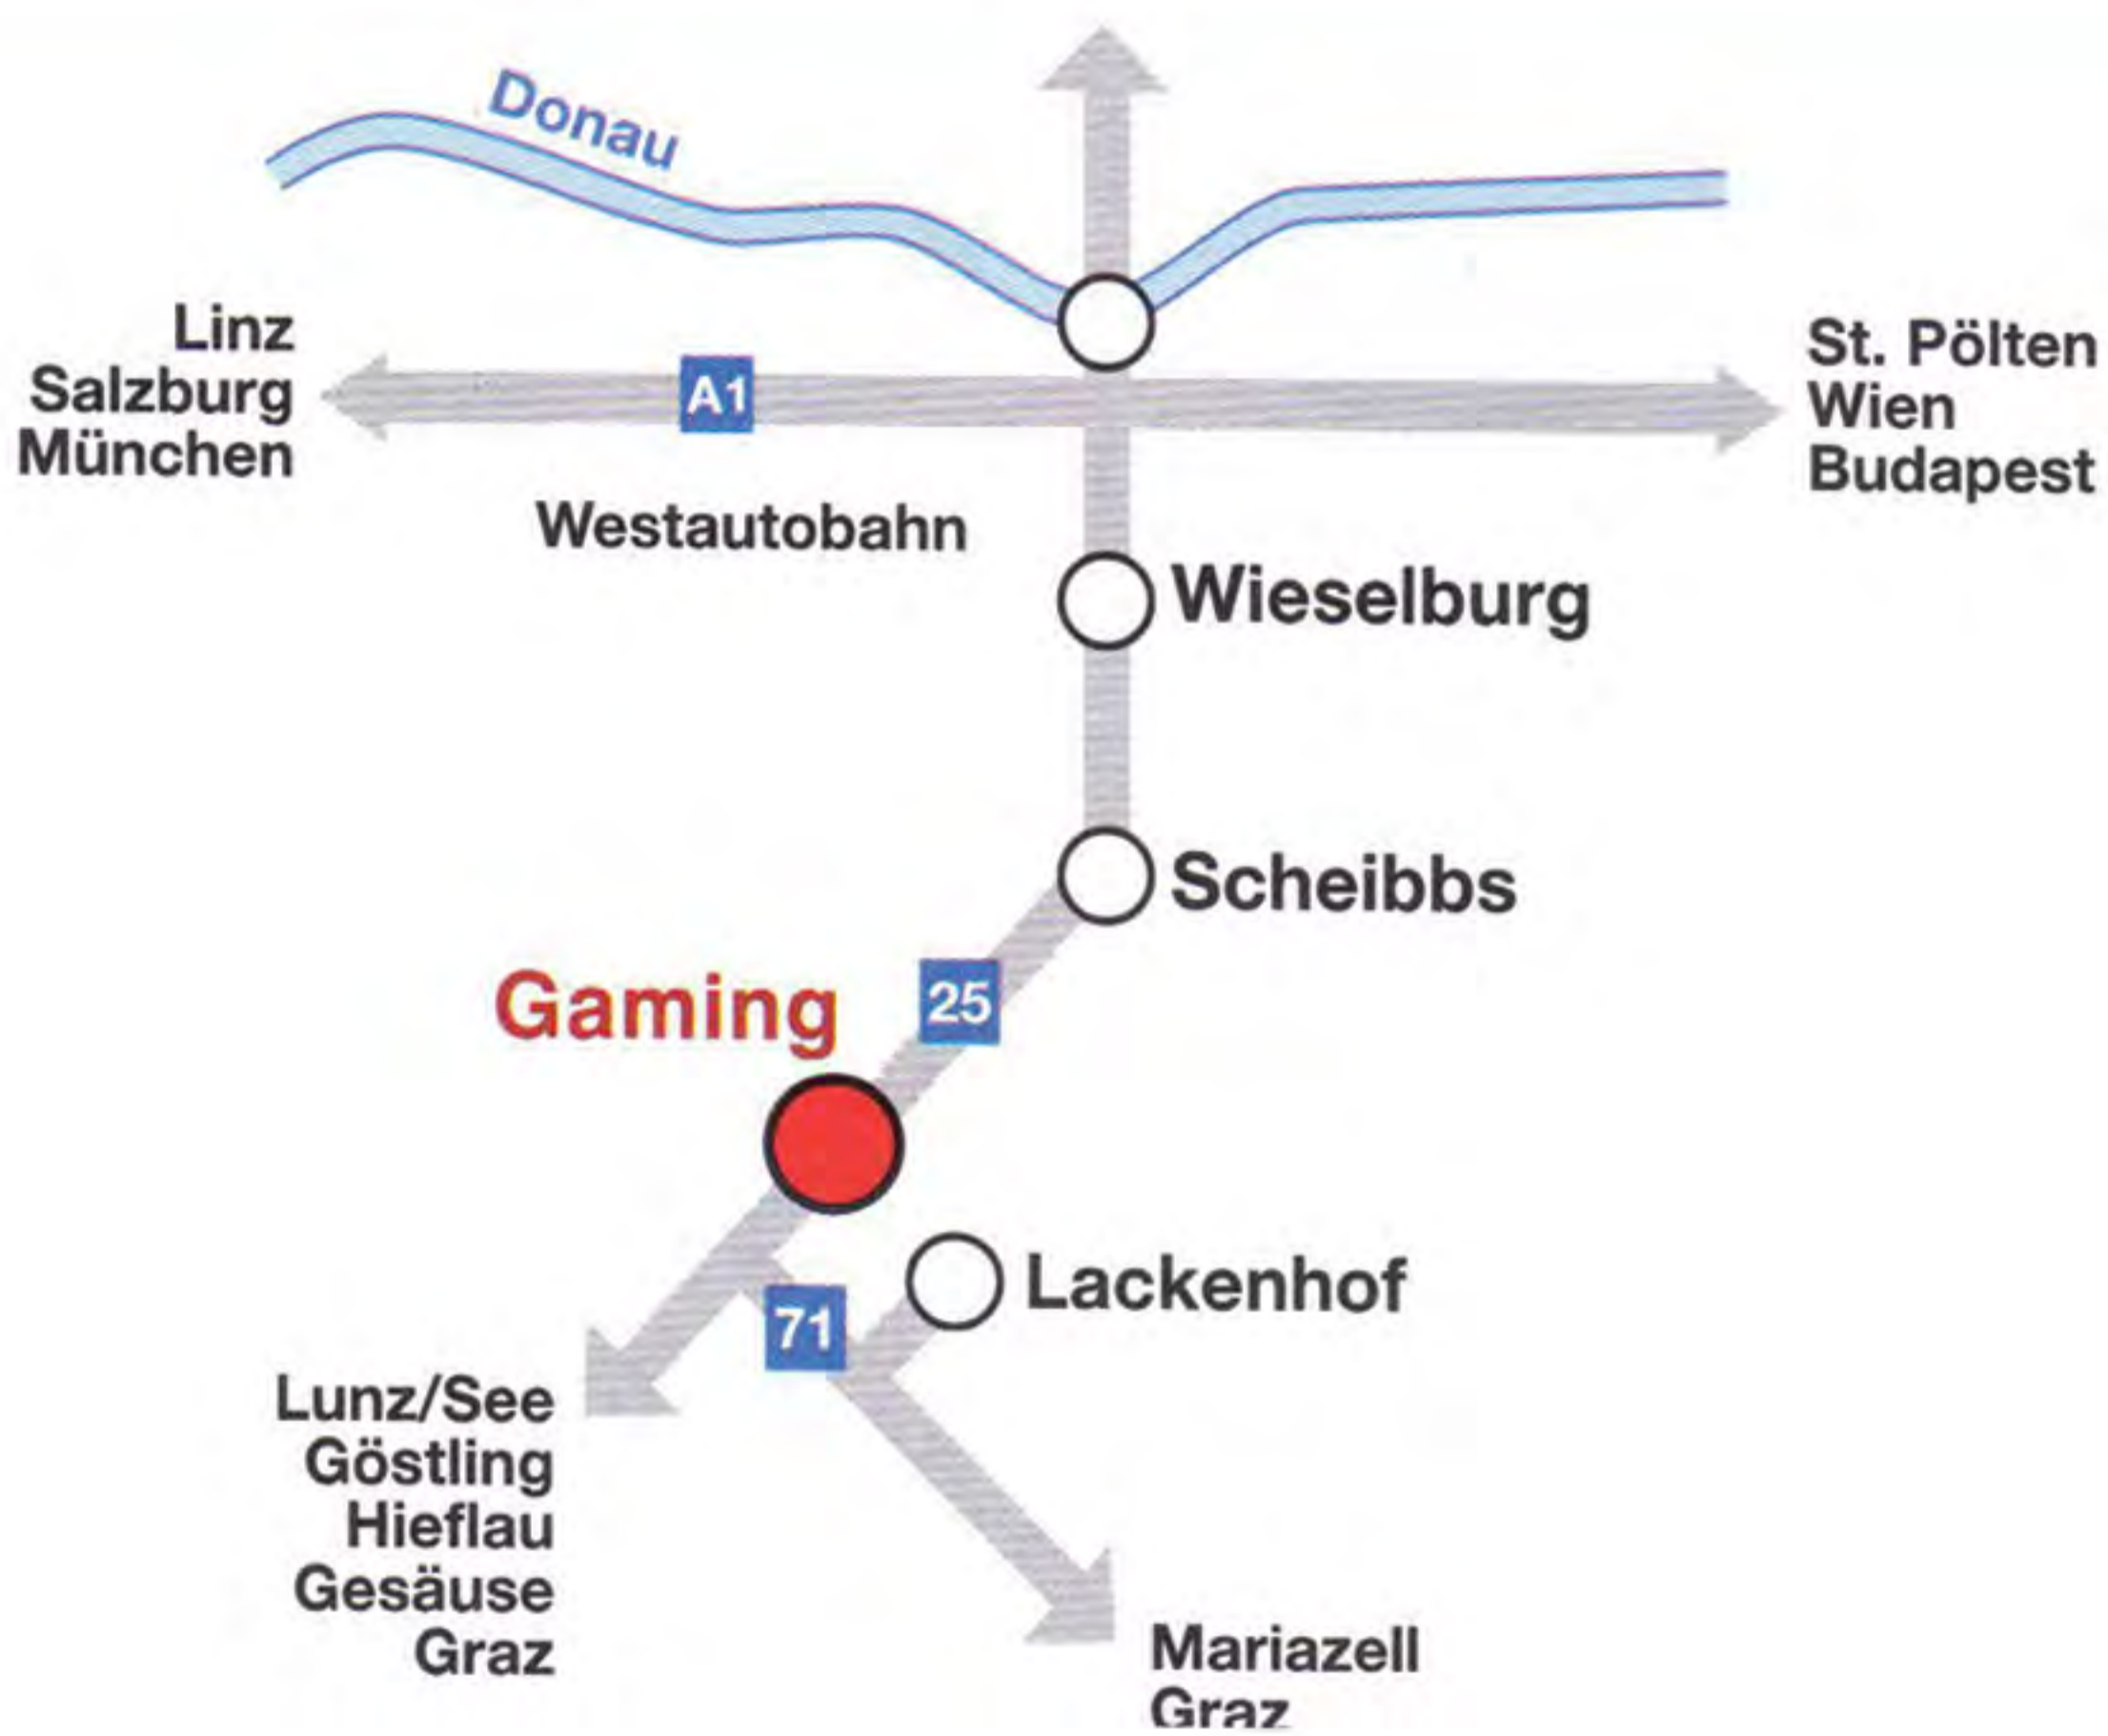 Donau
Linz
Salzburg
München
A1
St. Pölten
Wien
Budapest
Westautobahn
Wieselburg
Scheibbs
Gaming
25
Lackenhof
71
Lunz/See
Göstling
Hieflau
Gesäuse
Graz
Mariazell
Graz